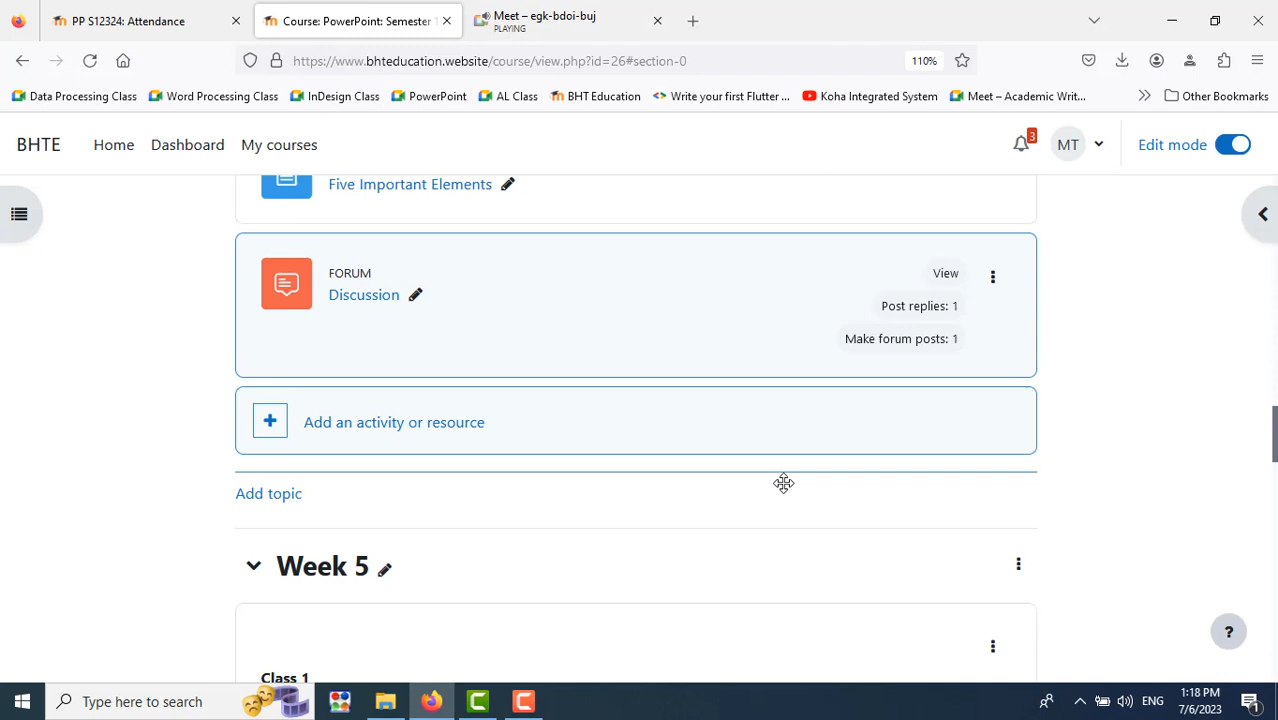 PP S12324: Attendance
Course: PowerPoint: Semester 1
Meet – egk-bdoi-buj
PLAYING
https://www.bhteducation.website/course/view.php?id=26#section-0
110%
Data Processing Class
Word Processing Class
InDesign Class
PowerPoint
AL Class
BHT Education
Write your first Flutter ...
Koha Integrated System
Meet – Academic Writ...
Other Bookmarks
BHTE
Home
Dashboard
My courses
3
MT
Edit mode
Five Important Elements
FORUM
Discussion
View
Post replies: 1
Make forum posts: 1
Add an activity or resource
Add topic
Week 5
Class 1
?
Type here to search
ENG
1:18 PM
7/6/2023
1